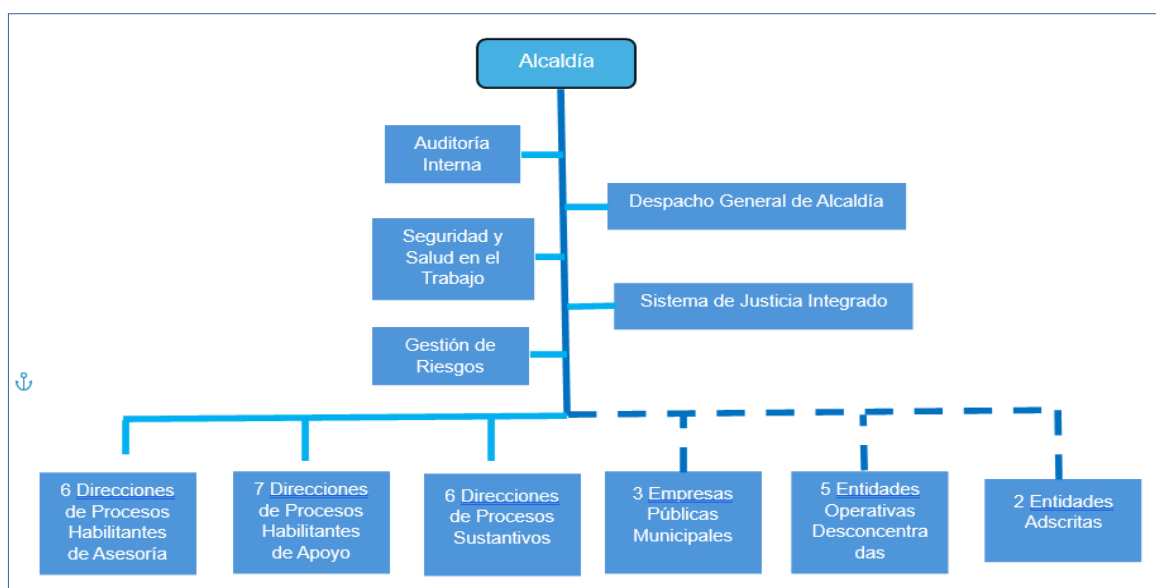 Alcaldía
Auditoría
Interna
Despacho General de Alcaldía
Seguridad y
Salud en el
Trabajo
Sistema de Justicia Integrado
Gestión de
Riesgos
6 Direcciones
de Procesos
Habilitantes
de Asesoría
7 Direcciones
de Procesos
Habilitantes
de Apoyo
6 Direcciones
de Procesos
Sustantivos
3 Empresas
Públicas
Municipales
5 Entidades
Operativas
Desconcentra
das
2 Entidades
Adscritas